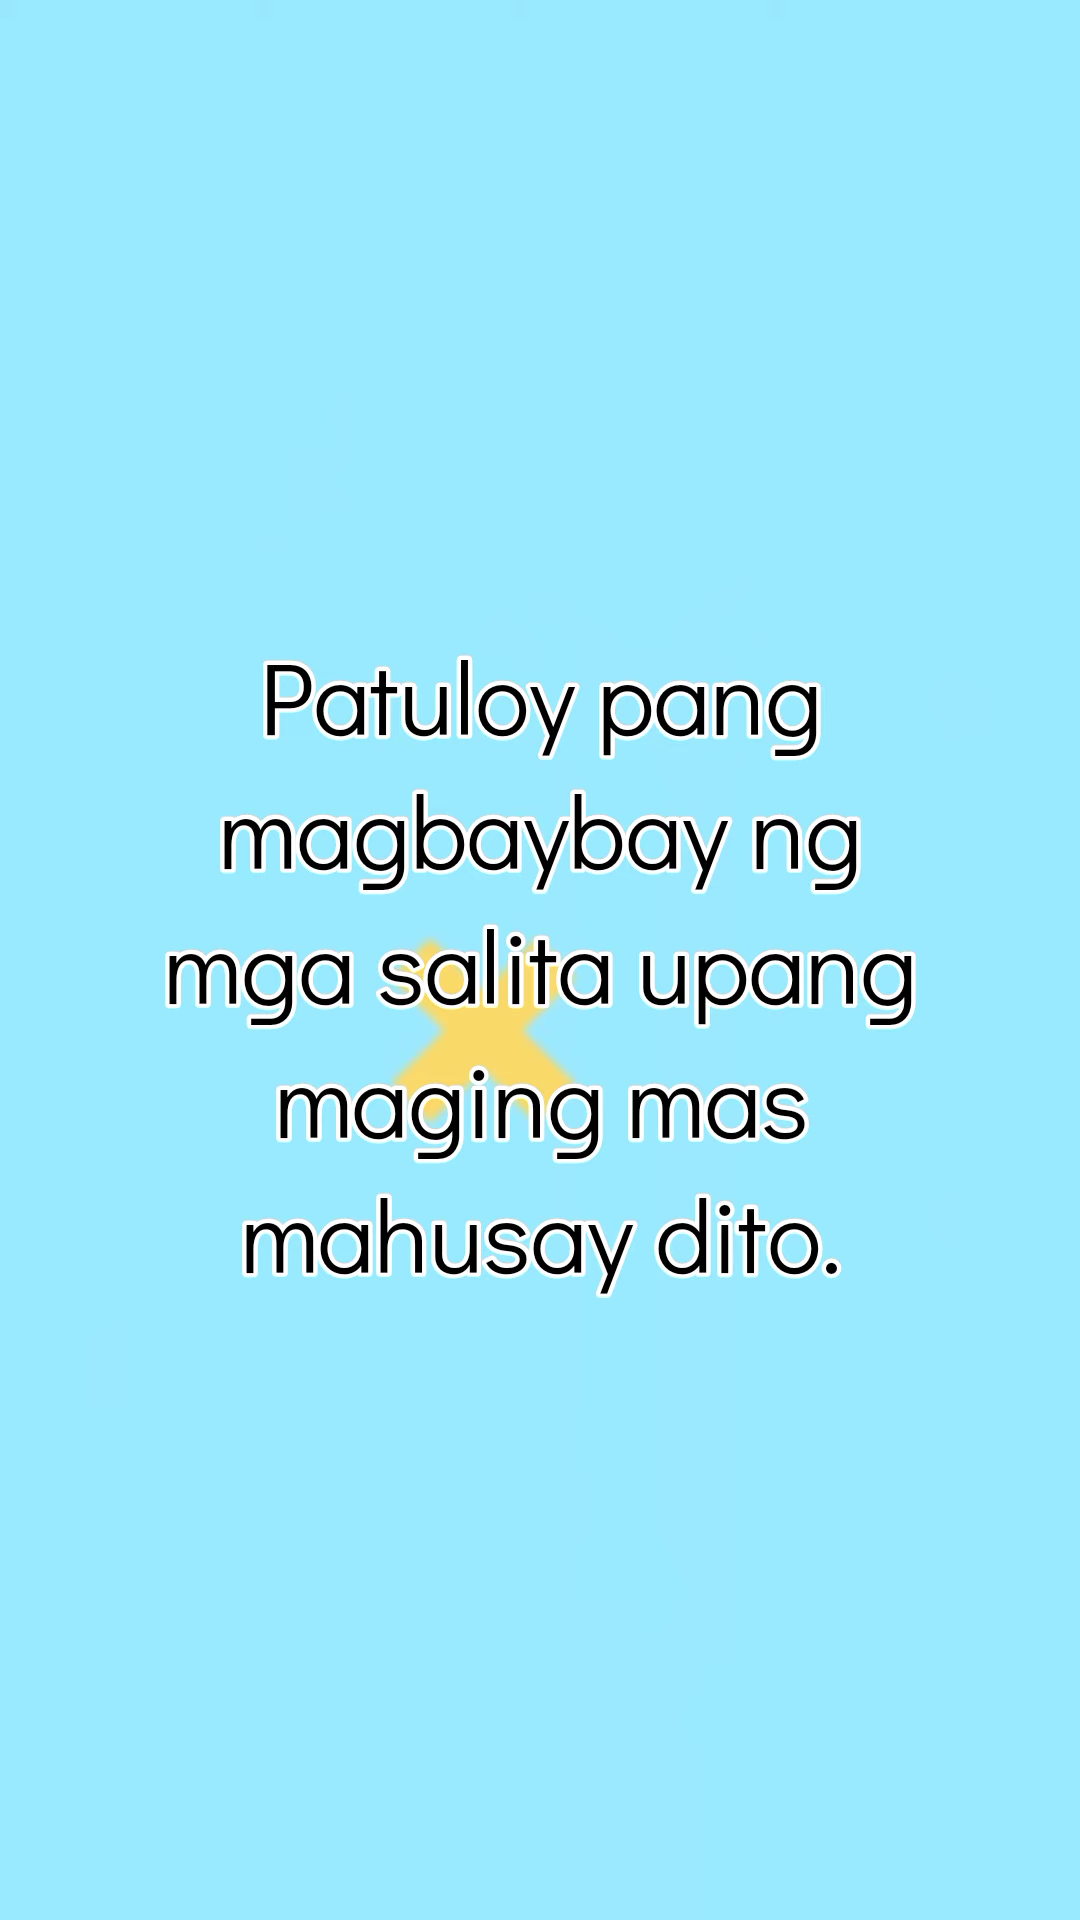 Patuloy pang
magbaybay ng
mga salita upang
maging mas
mahusay dito.